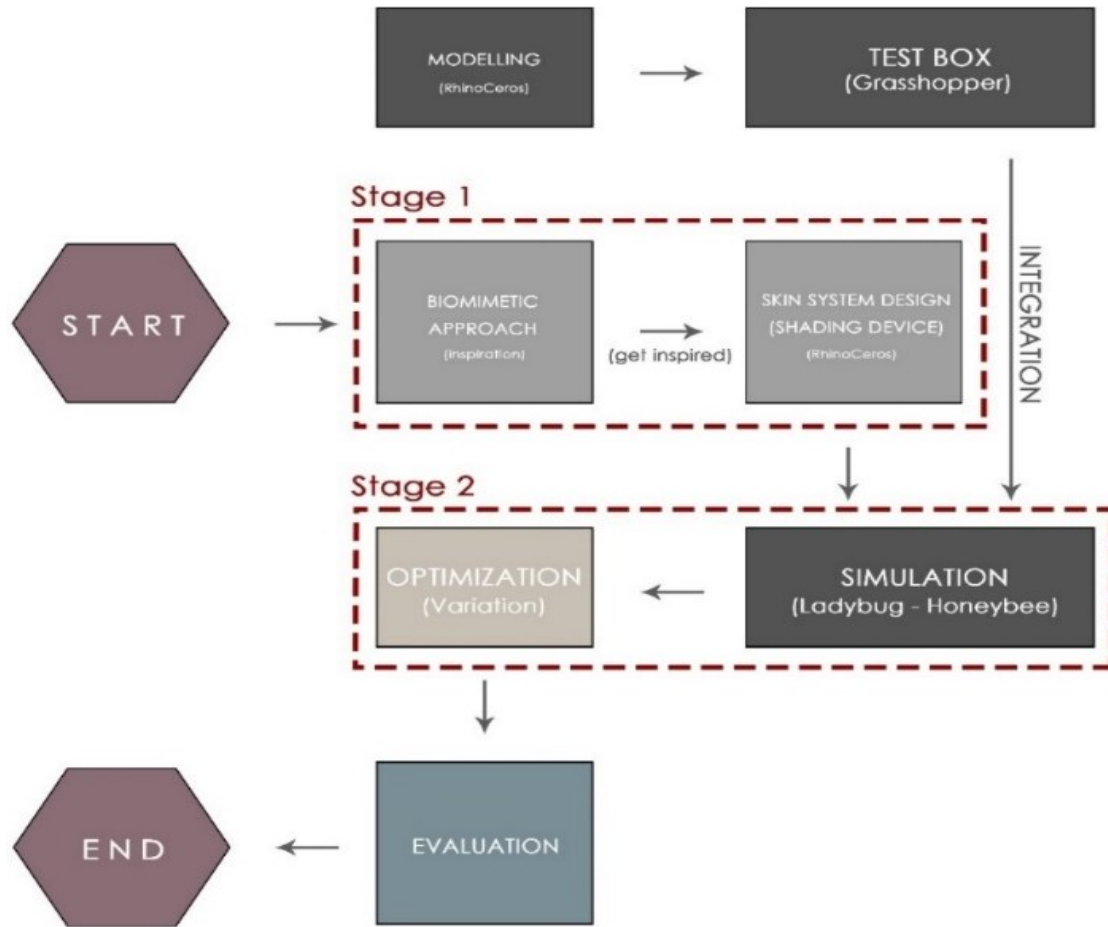 MODELLING
(RhinoCeros)
TEST BOX
(Grasshopper)
Stage 1
START
BIOMIMETIC
APPROACH
(inspiration)
(get inspired)
SKIN SYSTEM DESIGN
(SHADING DEVICE)
(RhinoCeros)
INTEGRATION
Stage 2
OPTIMIZATION
(Variation)
SIMULATION
(Ladybug - Honeybee)
END
EVALUATION